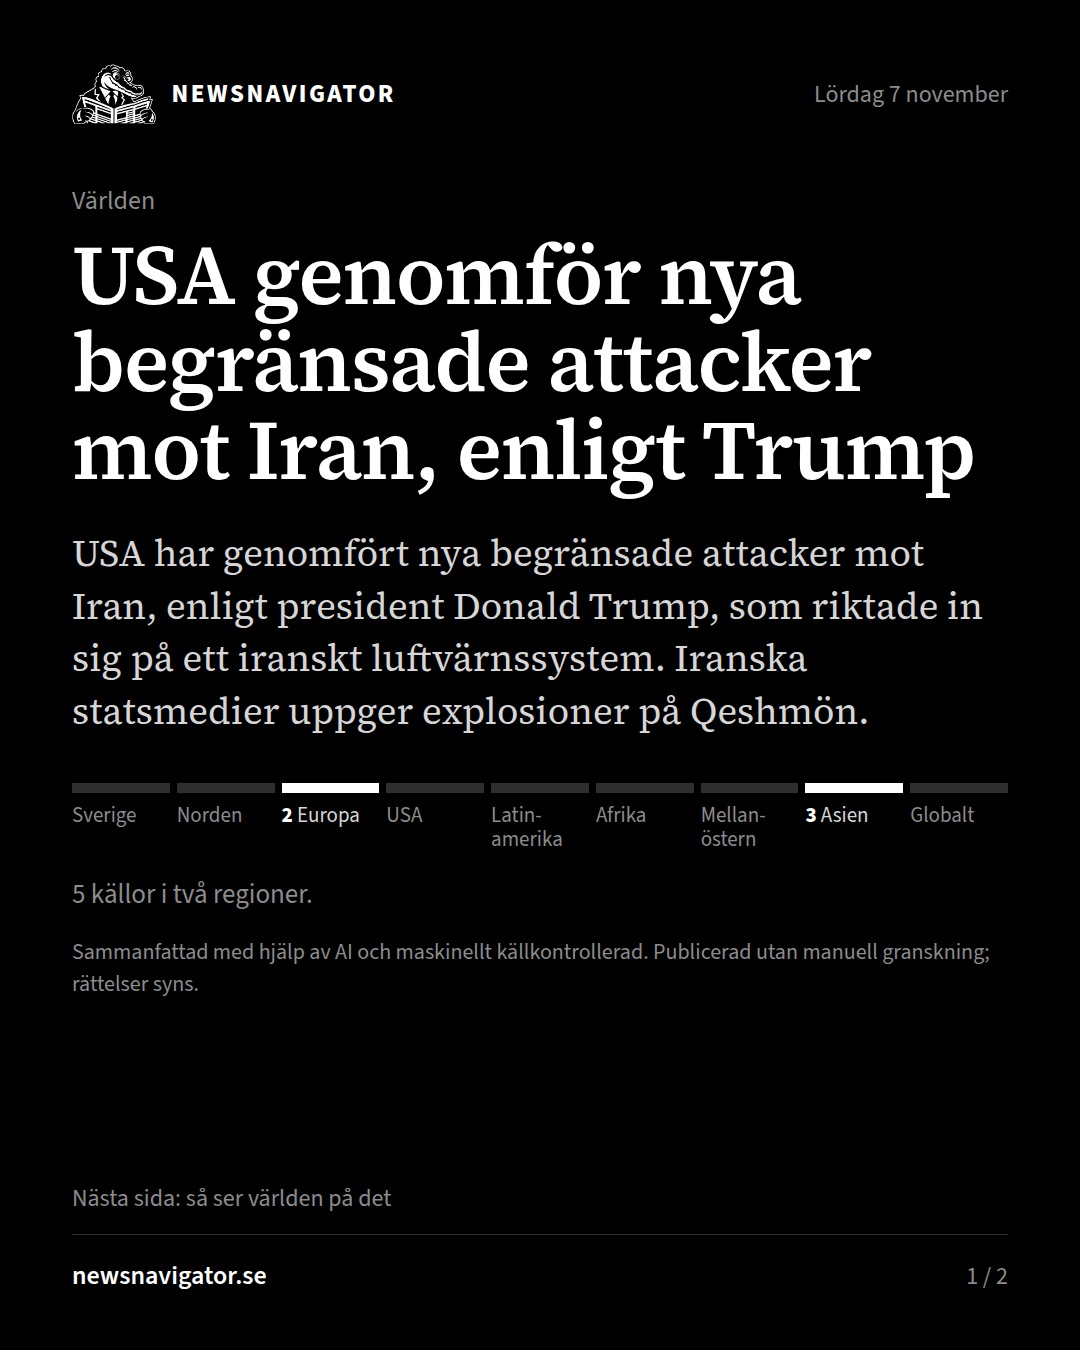 NEWSNAVIGATOR
Lördag 7 november
Världen
USA genomför nya
begränsade attacker
mot Iran, enligt Trump
USA har genomfört nya begränsade attacker mot
Iran, enligt president Donald Trump, som riktade in
sig på ett iranskt luftvärnssystem. Iranska
statsmedier uppger explosioner på Qeshmön.
Sverige
Norden
2 Europa
USA
Latin-
amerika
Afrika
Mellan-
östern
3 Asien
Globalt
5 källor i två regioner.
Sammanfattad med hjälp av AI och maskinellt källkontrollerad. Publicerad utan manuell granskning;
rättelser syns.
Nästa sida: så ser världen på det
newsnavigator.se
1 / 2